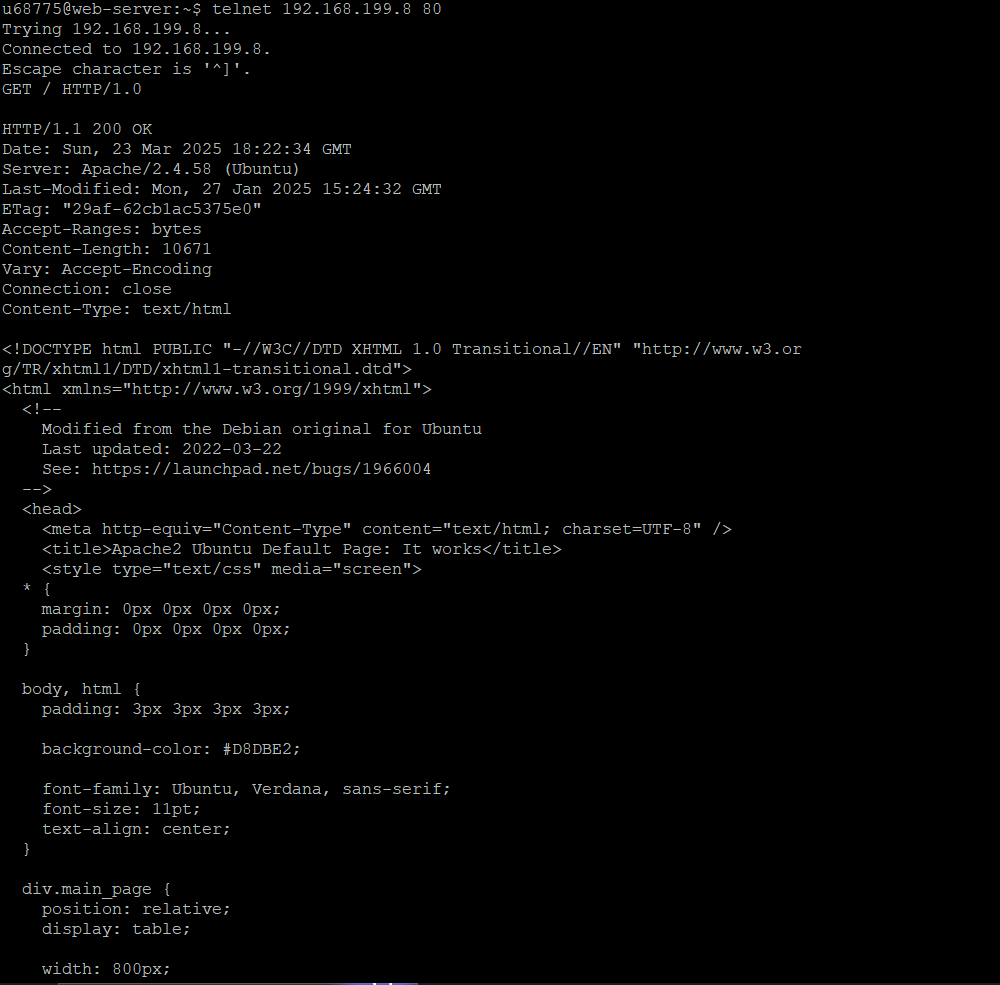 u68775@web-server:~$ telnet 192.168.199.8 80
Trying 192.168.199.8...
Connected to 192.168.199.8.
Escape character is '^]'.
GET / HTTP/1.0

HTTP/1.1 200 OK
Date: Sun, 23 Mar 2025 18:22:34 GMT
Server: Apache/2.4.58 (Ubuntu)
Last-Modified: Mon, 27 Jan 2025 15:24:32 GMT
ETag: "29af-62cb1ac5375e0"
Accept-Ranges: bytes
Content-Length: 10671
Vary: Accept-Encoding
Connection: close
Content-Type: text/html

<!DOCTYPE html PUBLIC "-//W3C//DTD XHTML 1.0 Transitional//EN" "http://www.w3.or
g/TR/xhtml1/DTD/xhtml1-transitional.dtd">
<html xmlns="http://www.w3.org/1999/xhtml">
  <!--
    Modified from the Debian original for Ubuntu
    Last updated: 2022-03-22
    See: https://launchpad.net/bugs/1966004
  -->
  <head>
    <meta http-equiv="Content-Type" content="text/html; charset=UTF-8" />
    <title>Apache2 Ubuntu Default Page: It works</title>
    <style type="text/css" media="screen">
  * {
    margin: 0px 0px 0px 0px;
    padding: 0px 0px 0px 0px;
  }

  body, html {
    padding: 3px 3px 3px 3px;

    background-color: #D8DBE2;

    font-family: Ubuntu, Verdana, sans-serif;
    font-size: 11pt;
    text-align: center;
  }

  div.main_page {
    position: relative;
    display: table;

    width: 800px;